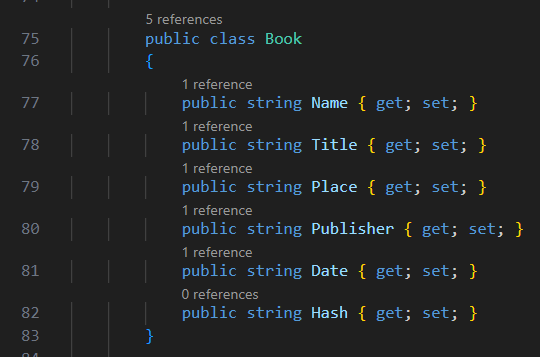 5 references
75 public class Book
76 {
1 reference
77 public string Name { get; set; }
1 reference
78 public string Title { get; set; }
1 reference
79 public string Place { get; set; }
1 reference
80 public string Publisher { get; set; }
1 reference
81 public string Date { get; set; }
0 references
82 public string Hash { get; set; }
83 }